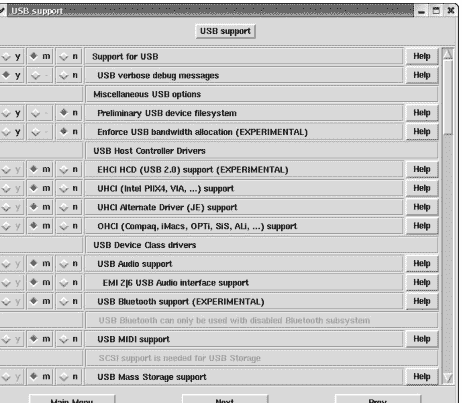 USB support
USB support
y m n Support for USB Help
y - n USB verbose debug messages Help
Miscellaneous USB options
y - n Preliminary USB device filesystem Help
y - n Enforce USB bandwidth allocation (EXPERIMENTAL) Help
USB Host Controller Drivers
y m n EHCI HCD (USB 2.0) support (EXPERIMENTAL) Help
y m n UHCI (Intel PIIX4, VIA, ...) support Help
y m n UHCI Alternate Driver (JE) support Help
y m n OHCI (Compaq, iMacs, OPTi, SiS, ALi, ...) support Help
USB Device Class drivers
y m n USB Audio support Help
y m n EMI 2|6 USB Audio interface support Help
y m n USB Bluetooth support (EXPERIMENTAL) Help
USB Bluetooth can only be used with disabled Bluetooth subsystem
y m n USB MIDI support Help
SCSI support is needed for USB Storage
y m n USB Mass Storage support Help
Main Menu Next Prev